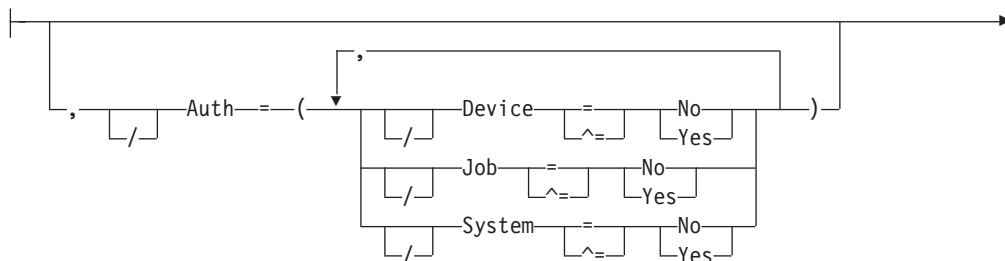 ,
, Auth = ( Device = No )
/ / ^= Yes
Job = No
/ ^= Yes
System = No
/ ^= Yes